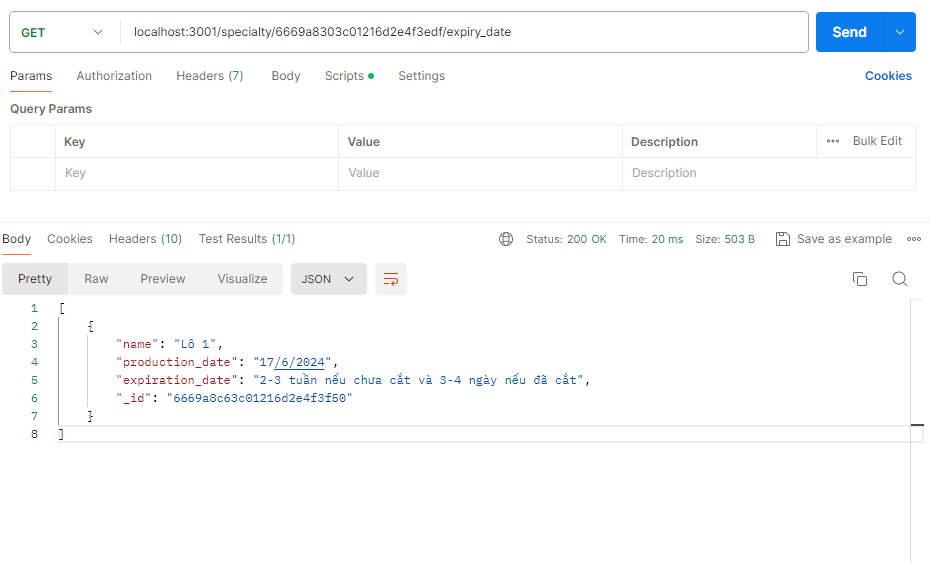 GET localhost:3001/specialty/6669a8303c01216d2e4f3edf/expiry_date Send
Params Authorization Headers (7) Body Scripts Settings Cookies
Query Params
Key Value Description ••• Bulk Edit
Key Value Description
Body Cookies Headers (10) Test Results (1/1) Status: 200 OK Time: 20 ms Size: 503 B Save as example •••
Pretty Raw Preview Visualize JSON
1 [
2 {
3 "name": "Lô 1",
4 "production_date": "17/6/2024",
5 "expiration_date": "2-3 tuần nếu chưa cắt và 3-4 ngày nếu đã cắt",
6 "_id": "6669a8c63c01216d2e4f3f50"
7 }
8 ]